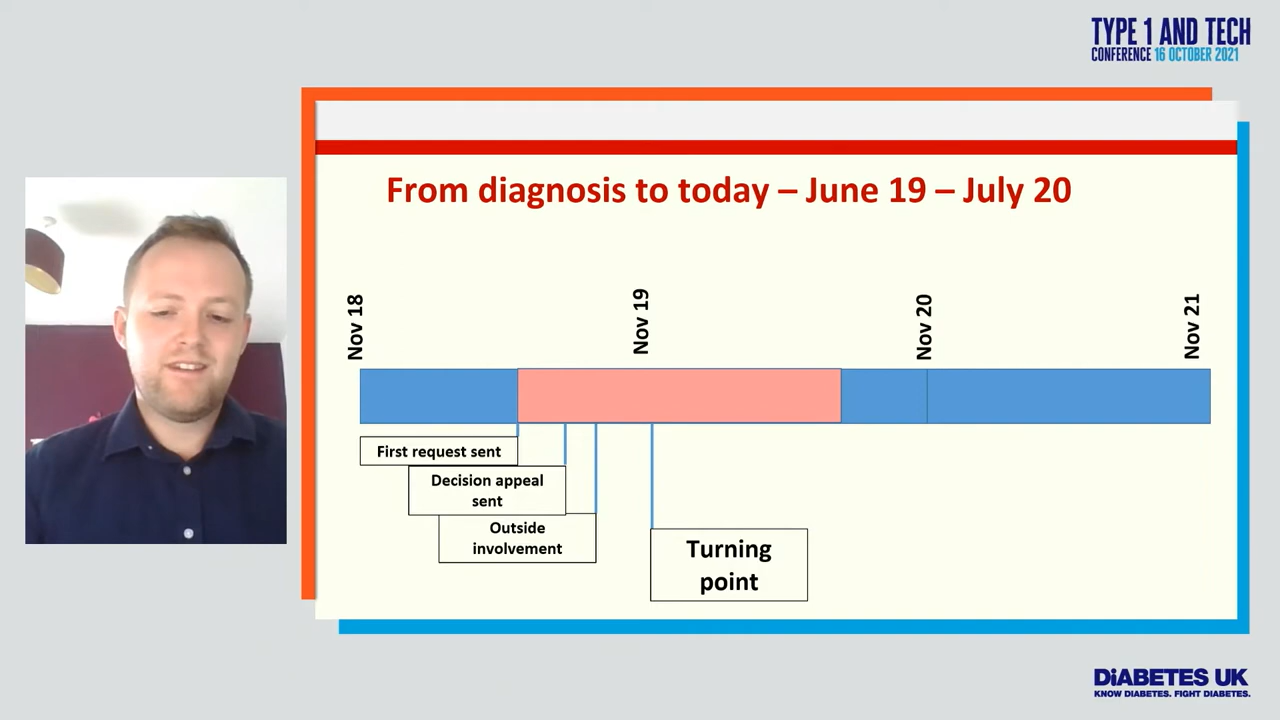 TYPE 1 AND TECH
CONFERENCE 16 OCTOBER 2021
From diagnosis to today – June 19 – July 20
Nov 18
Nov 19
Nov 20
Nov 21
First request sent
Decision appeal
sent
Outside
involvement
Turning
point
DiABETES UK
KNOW DIABETES. FIGHT DIABETES.